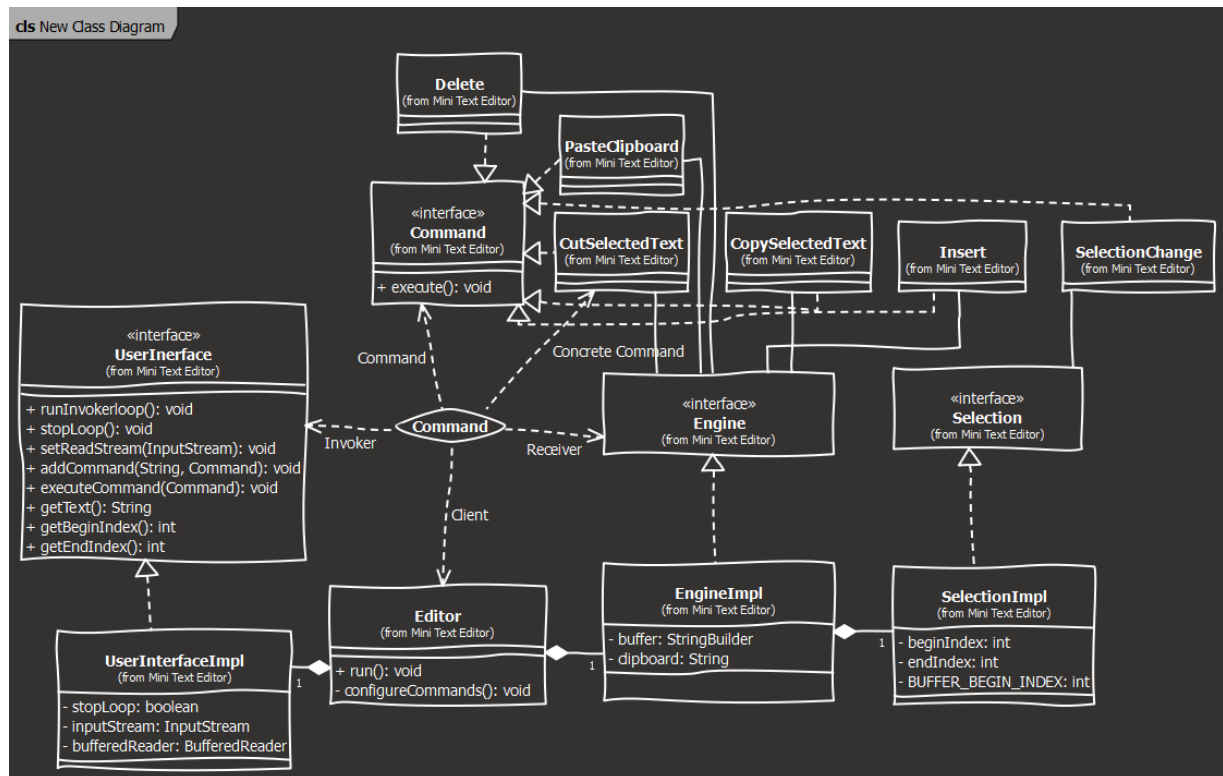 cls New Class Diagram
Delete
(from Mini Text Editor)
PasteClipboard
(from Mini Text Editor)
«interface»
Command
(from Mini Text Editor)
+ execute(): void
CutSelectedText
(from Mini Text Editor)
CopySelectedText
(from Mini Text Editor)
Insert
(from Mini Text Editor)
SelectionChange
(from Mini Text Editor)
«interface»
UserInerface
(from Mini Text Editor)
+ runInvokerloop(): void
+ stopLoop(): void
+ setReadStream(InputStream): void
+ addCommand(String, Command): void
+ executeCommand(Command): void
+ getText(): String
+ getBeginIndex(): int
+ getEndIndex(): int
Command
Concrete Command
Command
Invoker
Receiver
Client
«interface»
Engine
(from Mini Text Editor)
«interface»
Selection
(from Mini Text Editor)
UserInterfaceImpl
(from Mini Text Editor)
- stopLoop: boolean
- inputStream: InputStream
- bufferedReader: BufferedReader
1
Editor
(from Mini Text Editor)
+ run(): void
- configureCommands(): void
1
EngineImpl
(from Mini Text Editor)
- buffer: StringBuilder
- clipboard: String
1
SelectionImpl
(from Mini Text Editor)
- beginIndex: int
- endIndex: int
- BUFFER_BEGIN_INDEX: int